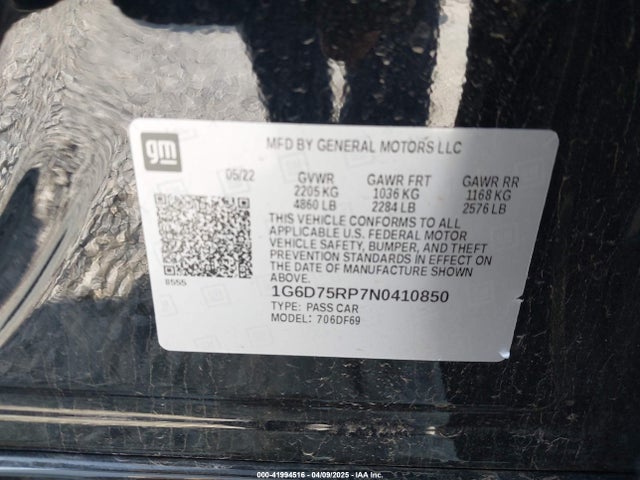 gm
MFD BY GENERAL MOTORS LLC
05/22 GVWR GAWR FRT GAWR RR
2205 KG 1036 KG 1168 KG
4860 LB 2284 LB 2576 LB
THIS VEHICLE CONFORMS TO ALL
APPLICABLE U.S. FEDERAL MOTOR
VEHICLE SAFETY, BUMPER, AND THEFT
PREVENTION STANDARDS IN EFFECT ON
THE DATE OF MANUFACTURE SHOWN
ABOVE.
8555
1G6D75RP7N0410850
TYPE: PASS CAR
MODEL: 706DF69
000-41994516 - 04/09/2025 - IAA Inc.